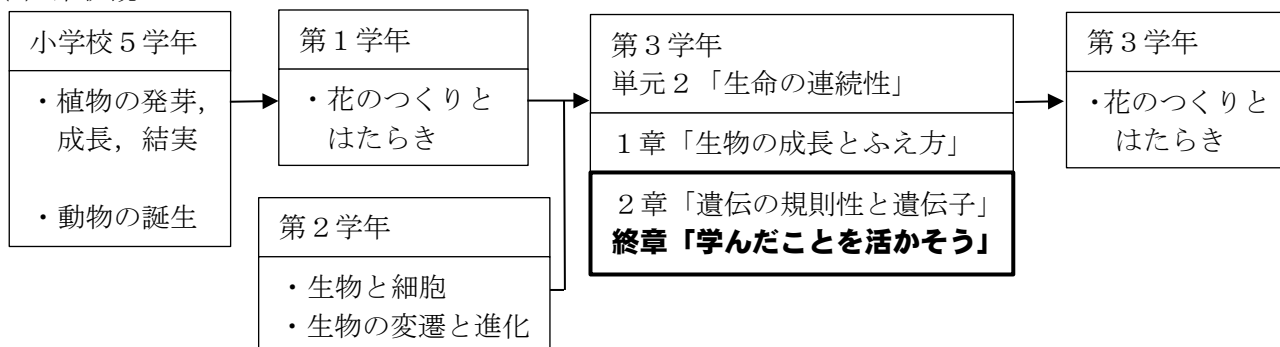 小学校５学年
・植物の発芽，
成長，結実
・動物の誕生
第１学年
・花のつくりと
はたらき
第２学年
・生物と細胞
・生物の変遷と進化
第３学年
単元２「生命の連続性」
１章「生物の成長とふえ方」
２章「遺伝の規則性と遺伝子」
終章「学んだことを活かそう」
第３学年
・花のつくりと
はたらき